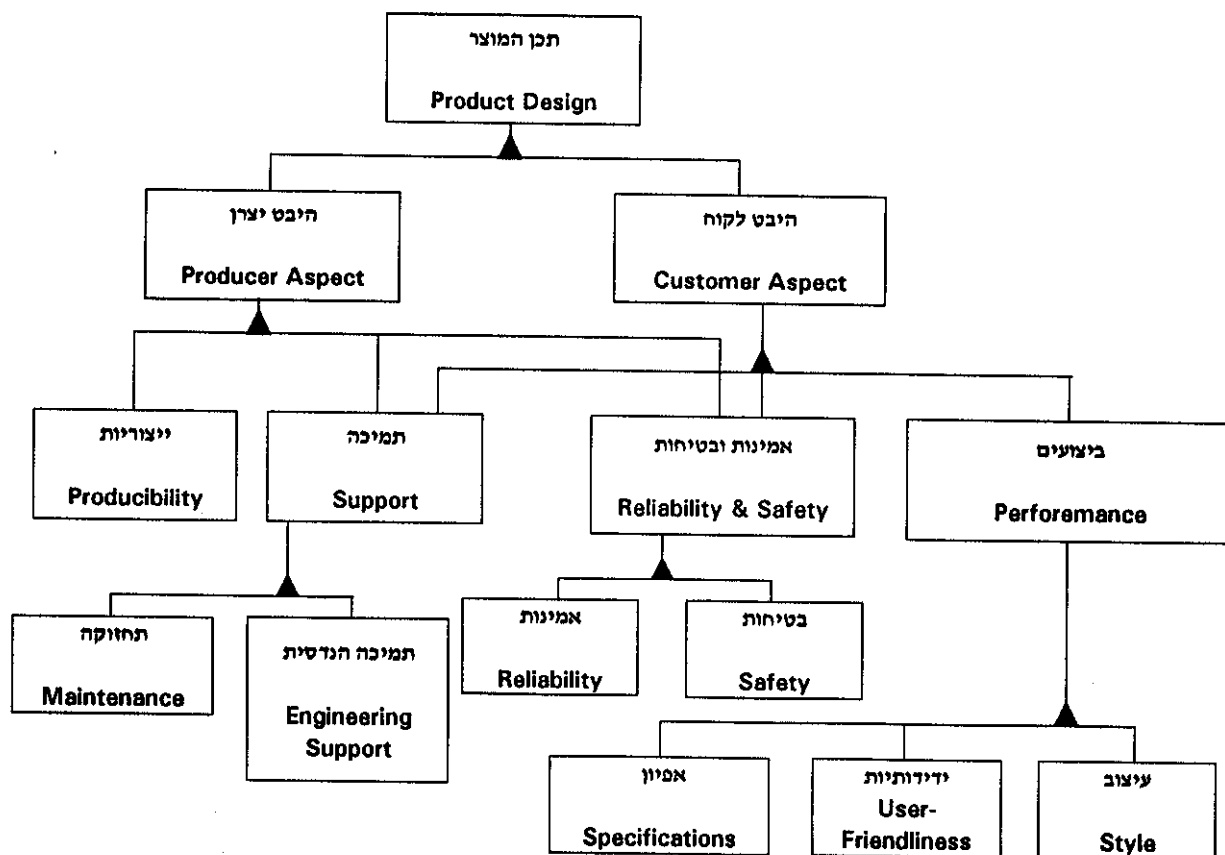 תכן המוצר
Product Design
היבט יצרן
Producer Aspect
היבט לקוח
Customer Aspect
ייצוריות
Producibility
תמיכה
Support
אמינות ובטיחות
Reliability & Safety
ביצועים
Perforemance
תחזוקה
Maintenance
תמיכה הנדסית
Engineering
Support
אמינות
Reliability
בטיחות
Safety
אפיון
Specifications
ידידותיות
User-
Friendliness
עיצוב
Style